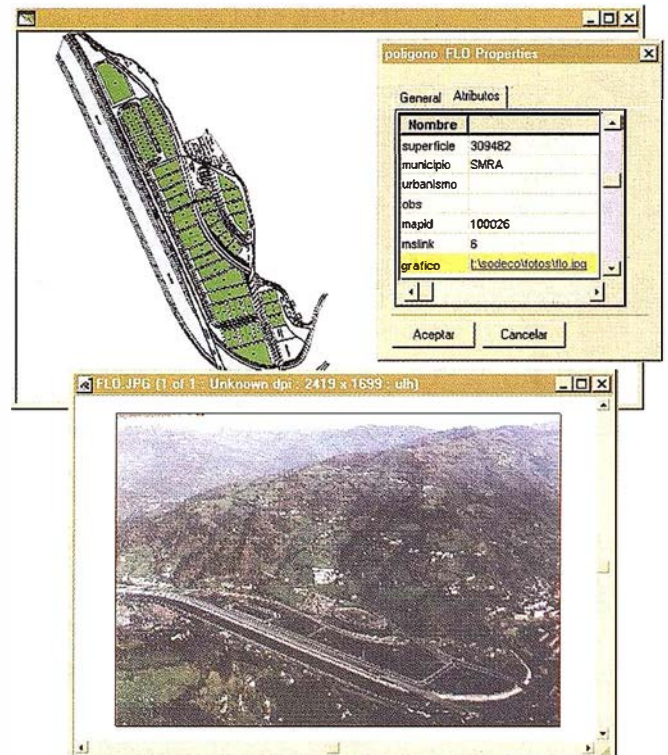 poligono FLO Properties
General Atributos
Nombre
superficie 309482
municipio SMRA
urbanismo
obs
mapid 100026
mslink 6
grafico t:\sodeco\fotos\flo.jpg
Aceptar Cancelar
FLO.JPG (1 of 1 : Unknown dpi : 2419 x 1699 : ulh)